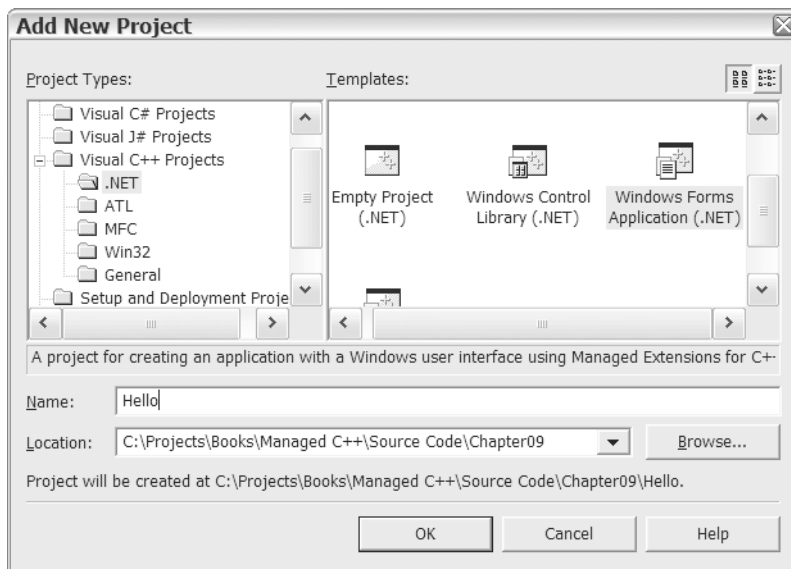 Add New Project
Project Types:
Templates:
Visual C# Projects
Visual J# Projects
Visual C++ Projects
.NET
ATL
MFC
Win32
General
Setup and Deployment Proje
Empty Project
(.NET)
Windows Control
Library (.NET)
Windows Forms
Application (.NET)
A project for creating an application with a Windows user interface using Managed Extensions for C+
Name:
Hello
Location:
C:\Projects\Books\Managed C++\Source Code\Chapter09
Browse...
Project will be created at C:\Projects\Books\Managed C++\Source Code\Chapter09\Hello.
OK
Cancel
Help